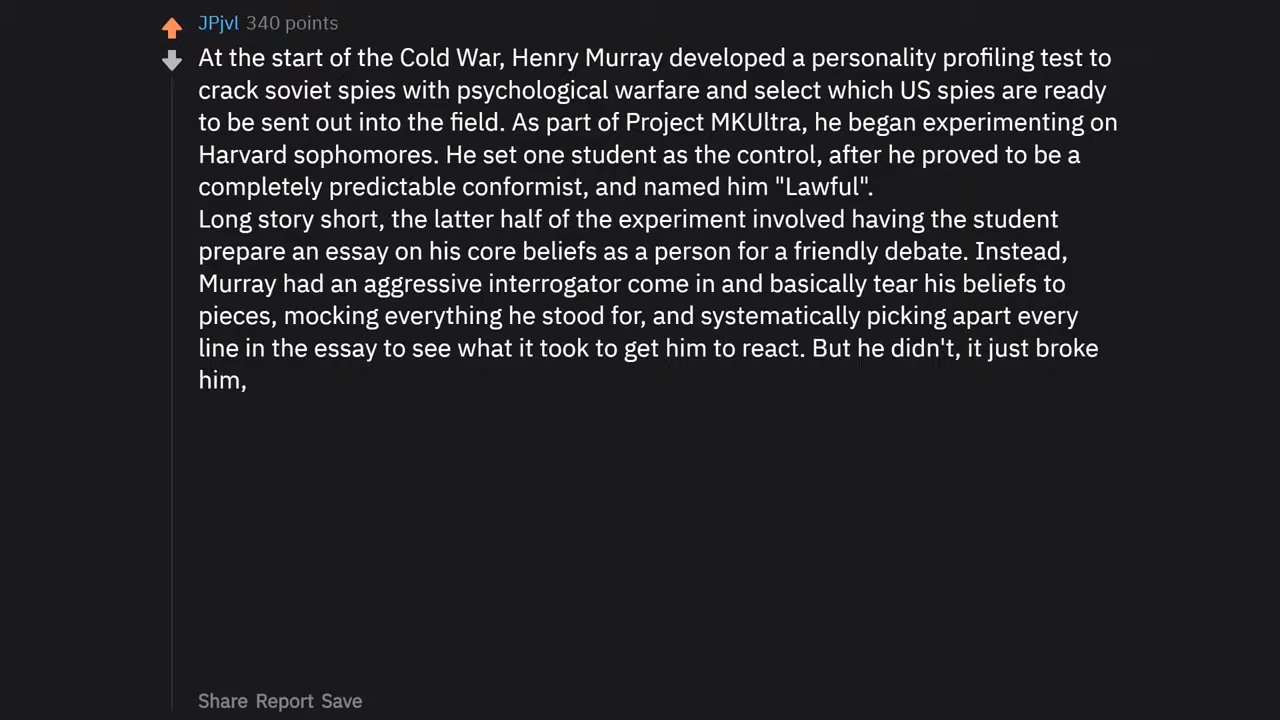 JPjvl 340 points
At the start of the Cold War, Henry Murray developed a personality profiling test to
crack soviet spies with psychological warfare and select which US spies are ready
to be sent out into the field. As part of Project MKUltra, he began experimenting on
Harvard sophomores. He set one student as the control, after he proved to be a
completely predictable conformist, and named him "Lawful".
Long story short, the latter half of the experiment involved having the student
prepare an essay on his core beliefs as a person for a friendly debate. Instead,
Murray had an aggressive interrogator come in and basically tear his beliefs to
pieces, mocking everything he stood for, and systematically picking apart every
line in the essay to see what it took to get him to react. But he didn't, it just broke
him,
Share Report Save